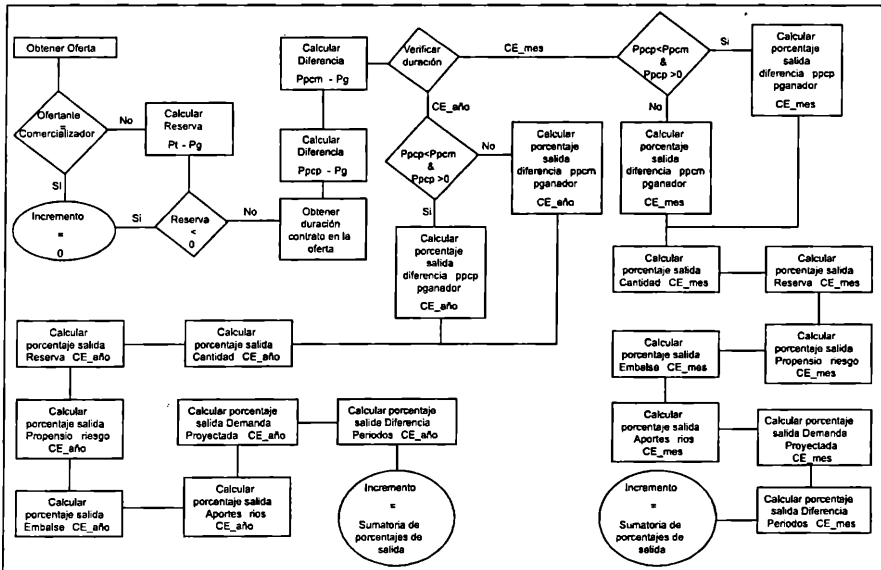 Obtener Oferta
Ofertante
=
Comercializador
No
SI
Calcular
Reserva
Pt - Pg
Incremento
=
0
Si
Reserva
<
0
No
Calcular
Diferencia
Ppcm - Pg
Calcular
Diferencia
Ppcp - Pg
Obtener
duración
contrato en la
oferta
Verificar
duración
CE_mes
CE_año
Ppcp<Ppcm
&
Ppcp >0
No
Si
Calcular
porcentaje
salida
diferencia ppcm
pganador
CE_año
Calcular
porcentaje
salida
diferencia ppcp
pganador
CE_año
Ppcp<Ppcm
&
Ppcp >0
Si
No
Calcular
porcentaje
salida
diferencia ppcp
pganador
CE_mes
Calcular
porcentaje
salida
diferencia ppcm
pganador
CE_mes
Calcular
porcentaje salida
Cantidad CE_mes
Calcular
porcentaje salida
Reserva CE_mes
Calcular
porcentaje salida
Propensio riesgo
CE_mes
Calcular
porcentaje salida
Embalse CE_mes
Calcular
porcentaje salida
Aportes rios
CE_mes
Calcular porcentaje
salida Demanda
Proyectada
CE_mes
Calcular porcentaje
salida Diferencia
Periodos CE_mes
Incremento
=
Sumatoria de
porcentajes de
salida
Calcular
porcentaje salida
Reserva CE_año
Calcular
porcentaje salida
Cantidad CE_año
Calcular
porcentaje salida
Propensio riesgo
CE_año
Calcular porcentaje
salida Demanda
Proyectada CE_año
Calcular porcentaje
salida Diferencia
Periodos CE_año
Calcular
porcentaje salida
Embalse CE_año
Calcular
porcentaje salida
Aportes rios
CE_año
Incremento
=
Sumatoria de
porcentajes de
salida